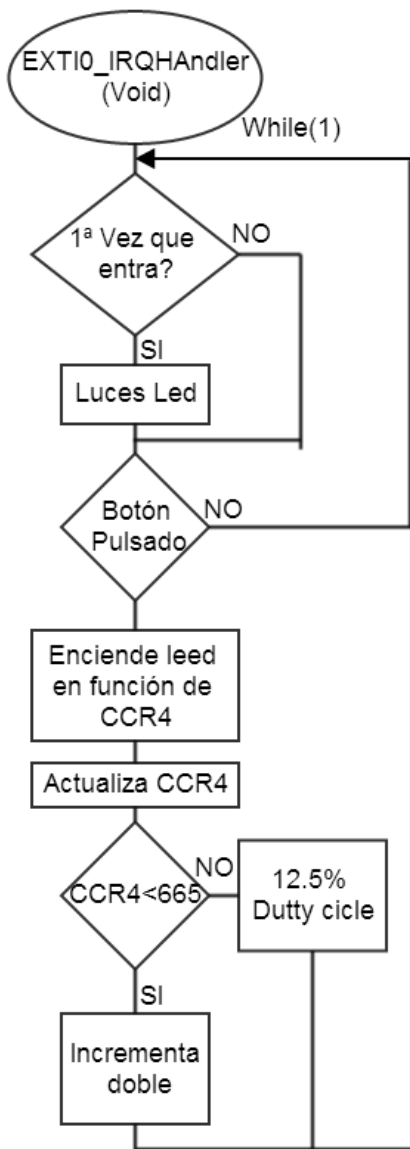 EXTI0_IRQHAndler
(Void)
While(1)
1ª Vez que
entra?
NO
SI
Luces Led
Botón
Pulsado
NO
Enciende leed
en función de
CCR4
Actualiza CCR4
CCR4<665
NO
12.5%
Dutty cicle
SI
Incrementa
doble